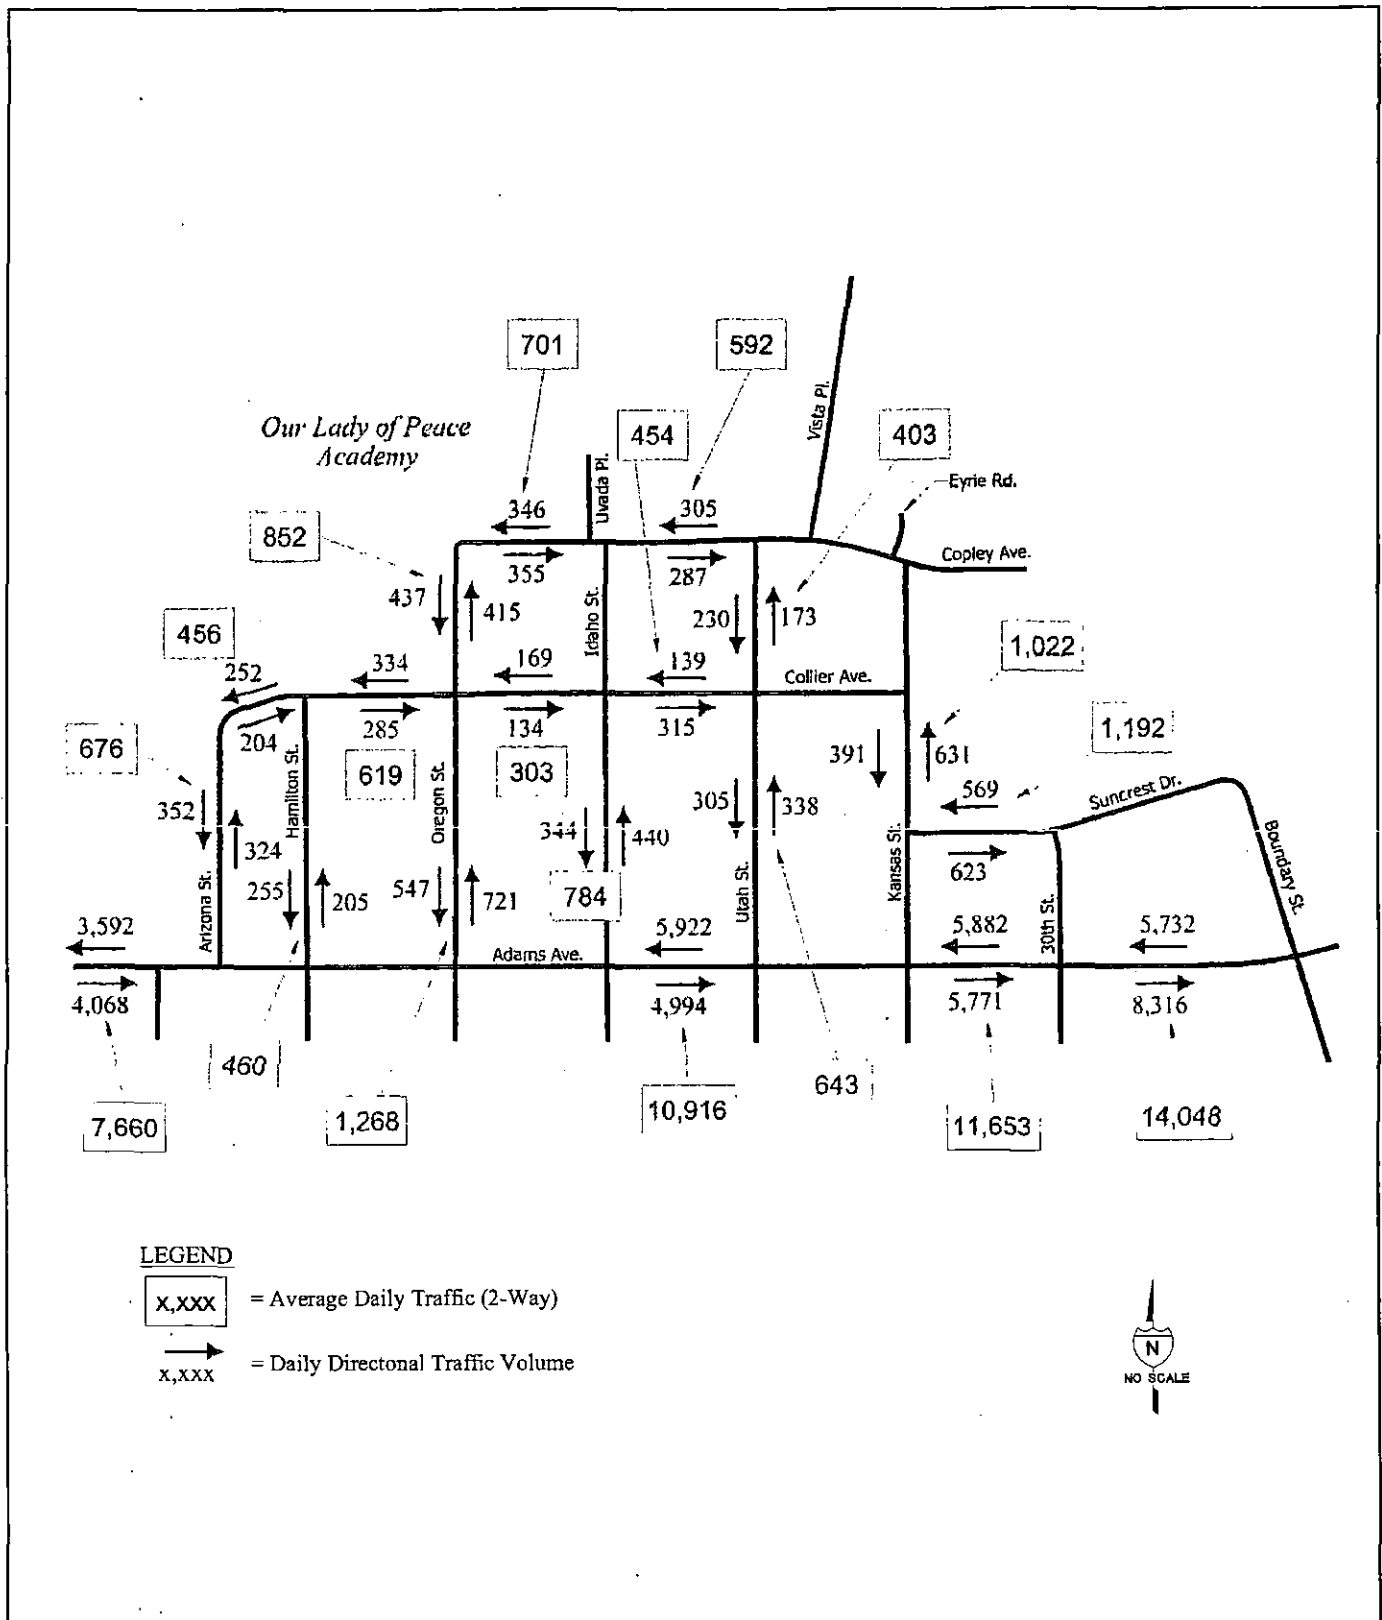 701
592
Vista Pl.
Our Lady of Peace
Academy
454
403
Uvada Pl.
Eyrie Rd.
346
305
852
Copley Ave.
355
287
437
415
Idaho St.
230
173
456
1,022
252
334
169
139
Collier Ave.
204
285
134
315
676
Hamilton St.
619
Oregon St.
303
391
631
1,192
352
324
344
440
305
338
569
Suncrest Dr.
Kansas St.
623
Boundary St.
Arizona St.
255
205
547
721
784
Utah St.
30th St.
3,592
5,922
5,882
5,732
Adams Ave.
4,068
4,994
5,771
8,316
460
643
7,660
1,268
10,916
11,653
14,048
LEGEND
X,XXX = Average Daily Traffic (2-Way)
x,xxx = Daily Directonal Traffic Volume
N
NO SCALE